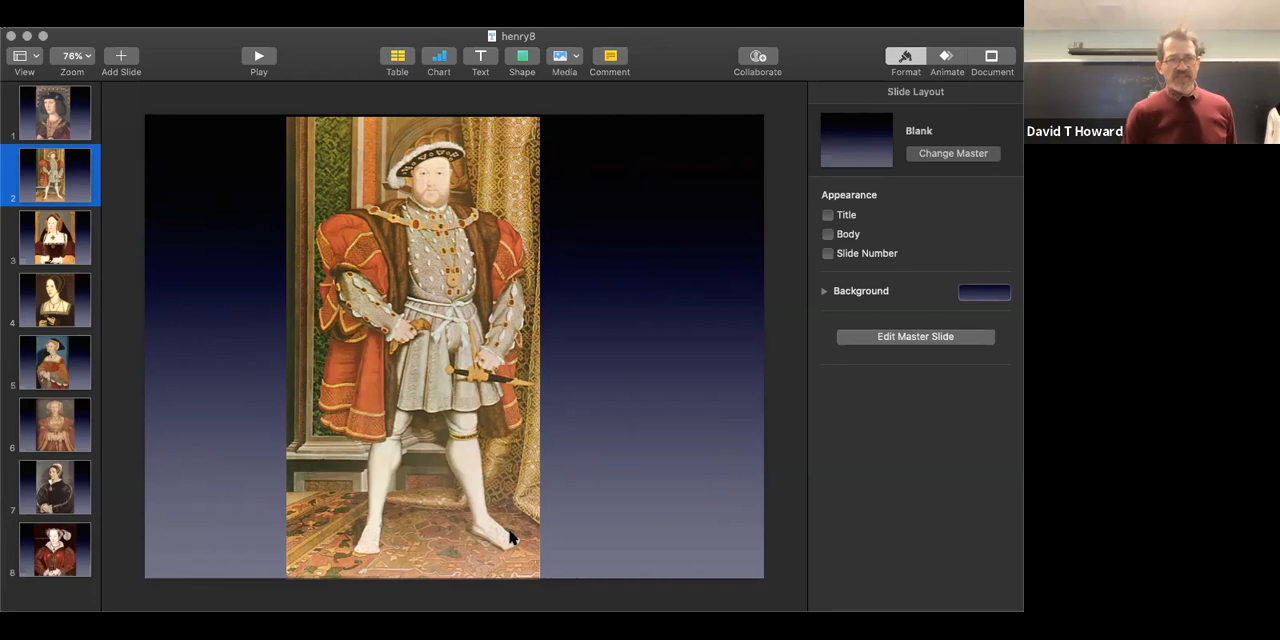 henry8
76%
View
Zoom
Add Slide
Play
Table
Chart
Text
Shape
Media
Comment
Collaborate
Format
Animate
Document
Slide Layout
Blank
Change Master
Appearance
Title
Body
Slide Number
Background
Edit Master Slide
1
2
3
4
5
6
7
8
David T Howard